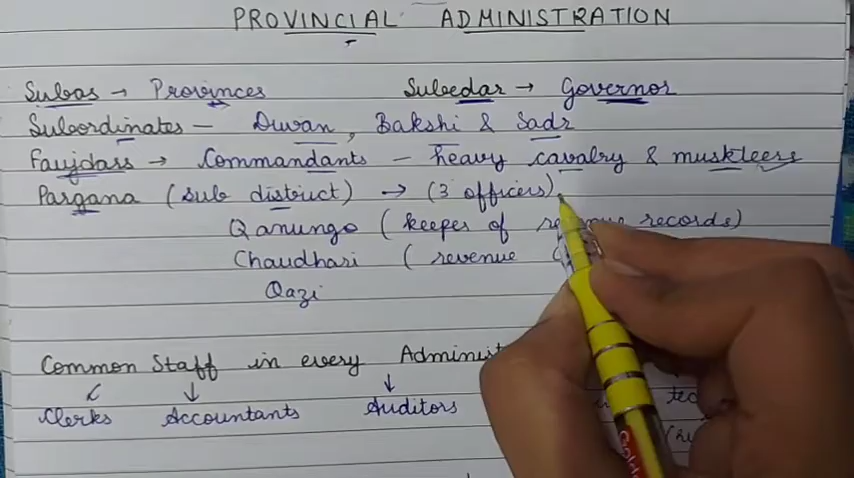 PROVINCIAL ADMINISTRATION
Subas → Provinces Subedar → Governor
Subordinates - Diwan, Bakshi & Sadr
Faujdars → Commandants - heavy cavalry & muskteers
Pargana (sub district) → (3 officers)
Qanungo (keeper of revenue records)
Chaudhari (revenue
Qazi
Common Staff in every
Clerks Accountants Auditors